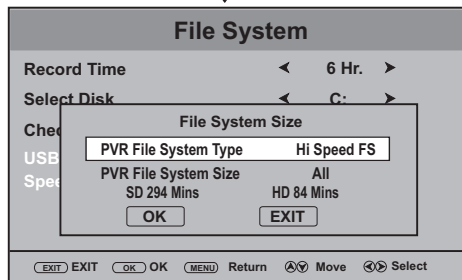 File System
Record Time 6 Hr.
Select Disk C:
File System Size
PVR File System Type Hi Speed FS
USB
PVR File System Size All
Spee
SD 294 Mins HD 84 Mins
OK EXIT
EXIT EXIT OK OK MENU Return Move Select